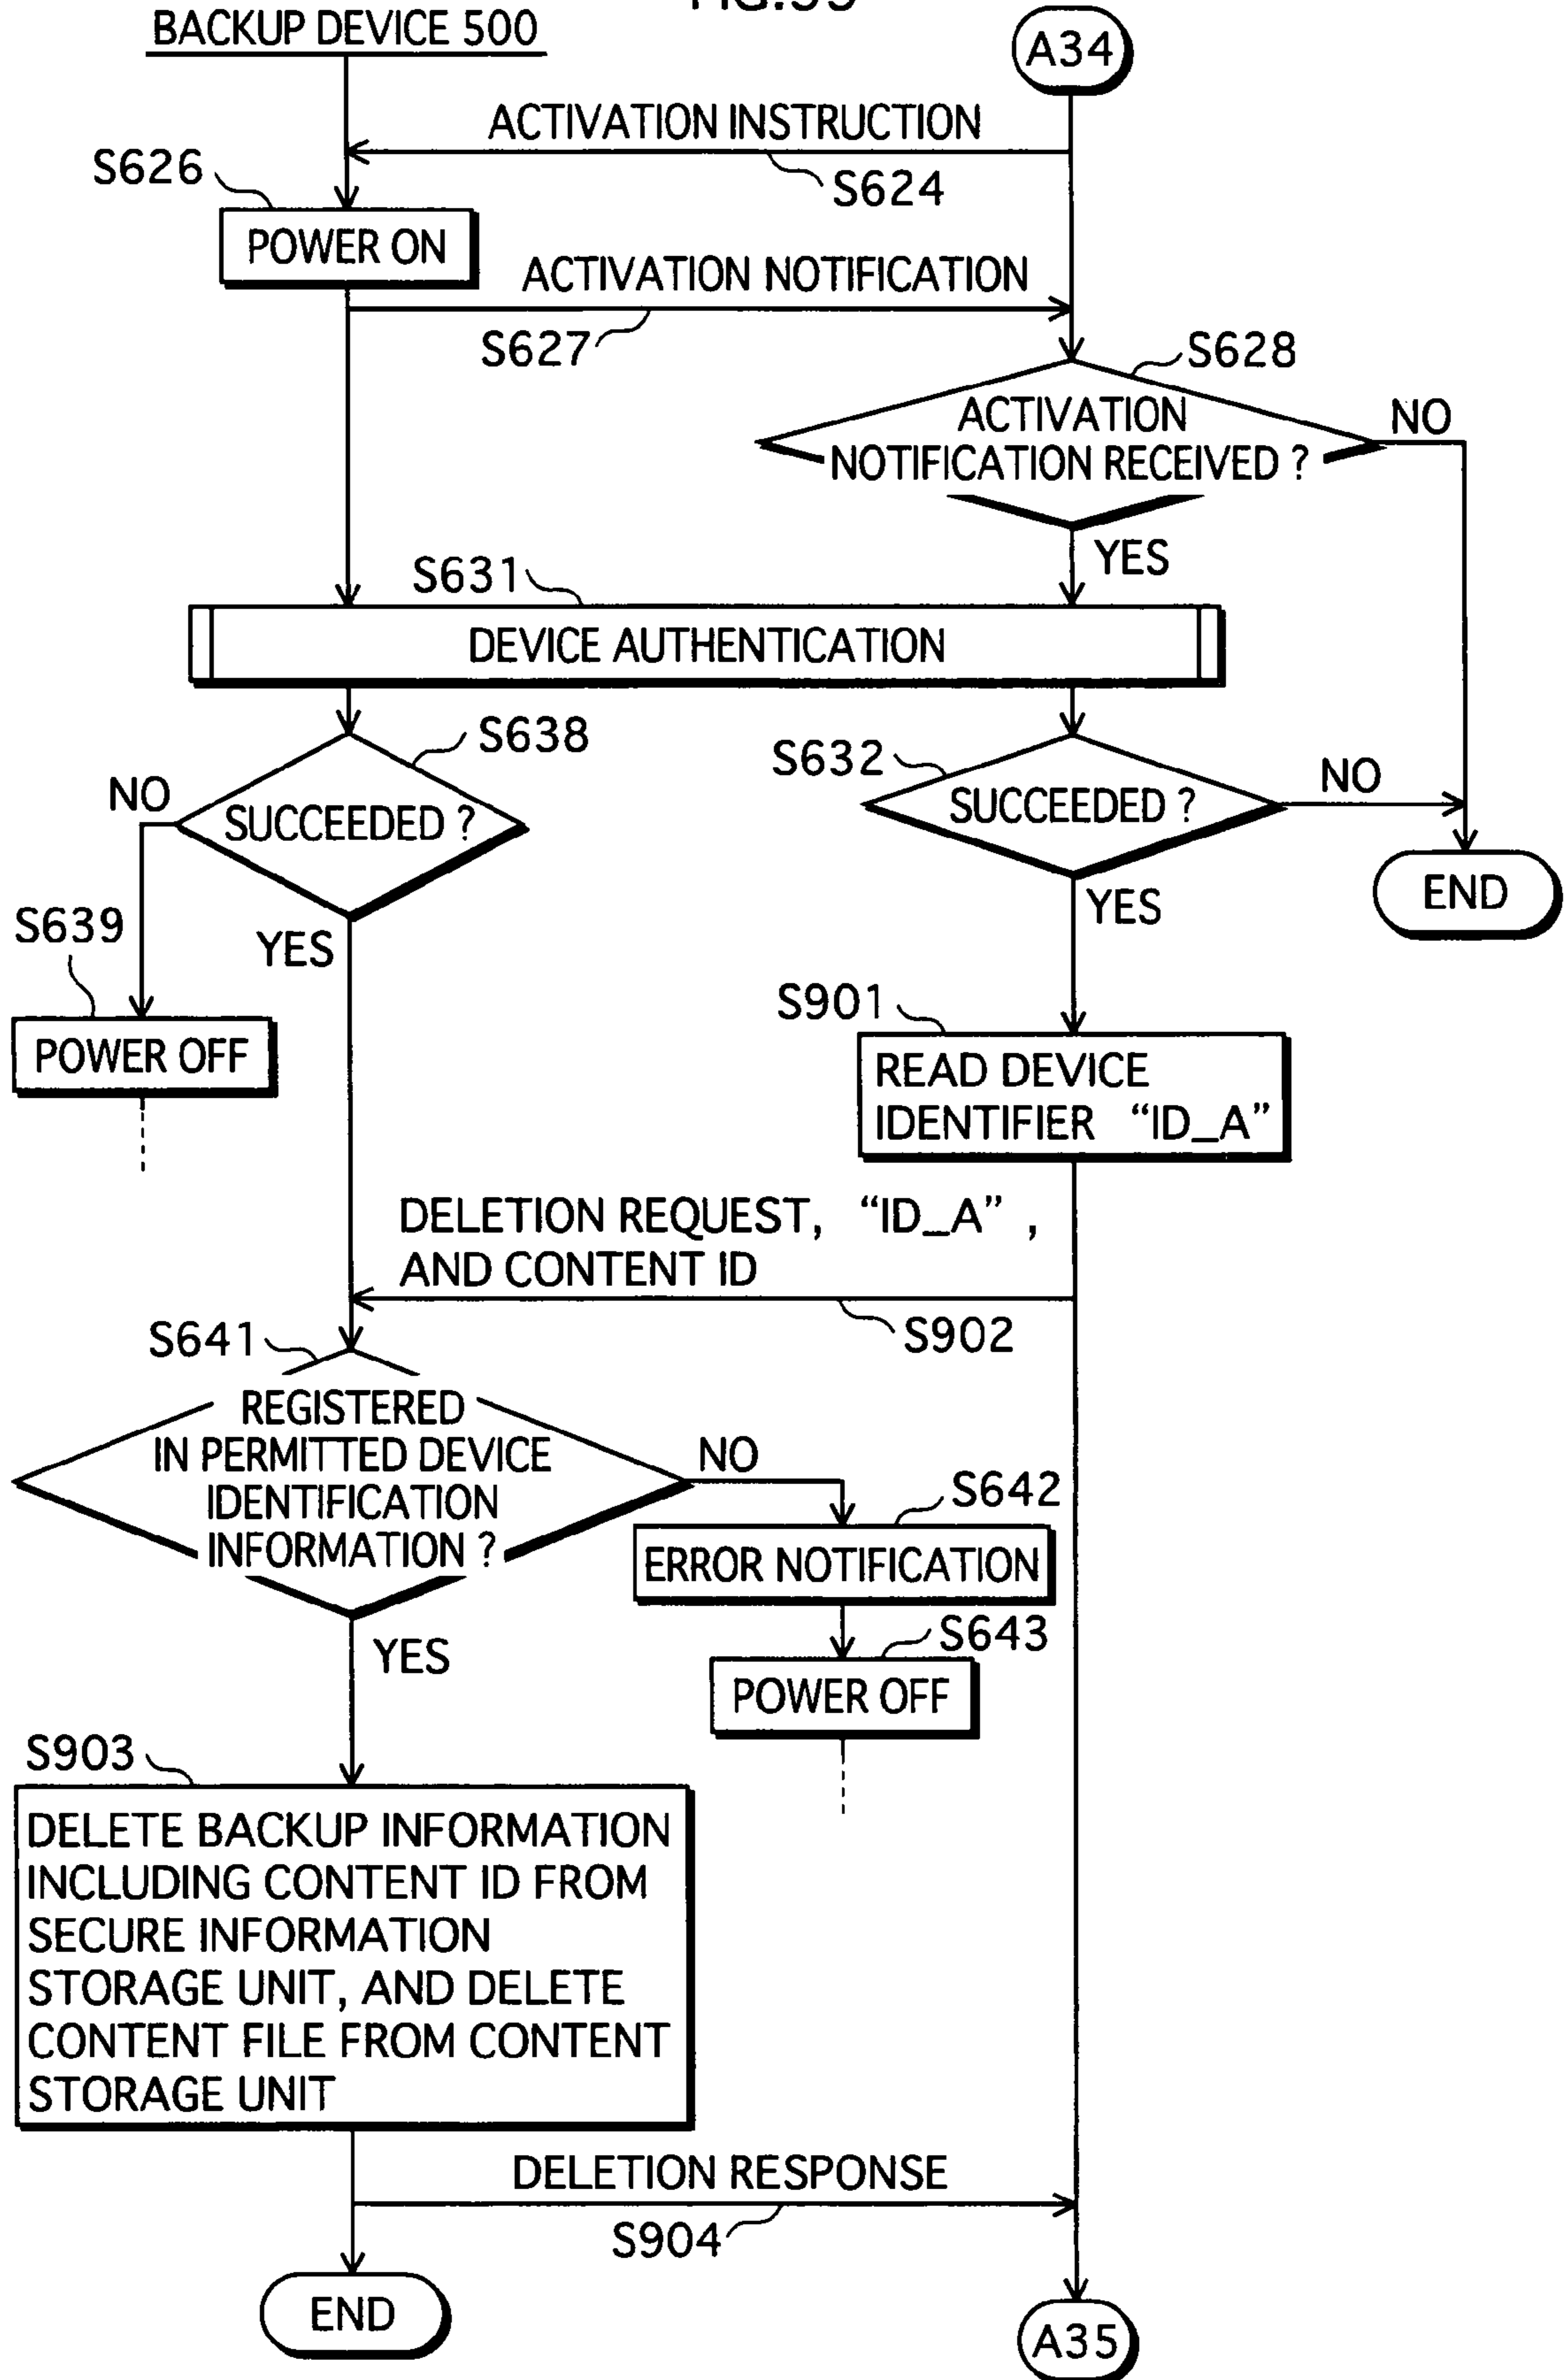 BACKUP DEVICE 500
A34
ACTIVATION INSTRUCTION
S626
S624
POWER ON
ACTIVATION NOTIFICATION
S627
S628
ACTIVATION
NOTIFICATION RECEIVED ?
NO
YES
S631
DEVICE AUTHENTICATION
S638
S632
NO
SUCCEEDED ?
SUCCEEDED ?
NO
END
S639
YES
YES
POWER OFF
S901
READ DEVICE
IDENTIFIER "ID_A"
DELETION REQUEST, "ID_A" ,
AND CONTENT ID
S902
S641
REGISTERED
IN PERMITTED DEVICE
IDENTIFICATION
INFORMATION ?
NO
S642
ERROR NOTIFICATION
YES
S643
POWER OFF
S903
DELETE BACKUP INFORMATION
INCLUDING CONTENT ID FROM
SECURE INFORMATION
STORAGE UNIT, AND DELETE
CONTENT FILE FROM CONTENT
STORAGE UNIT
DELETION RESPONSE
S904
END
A35